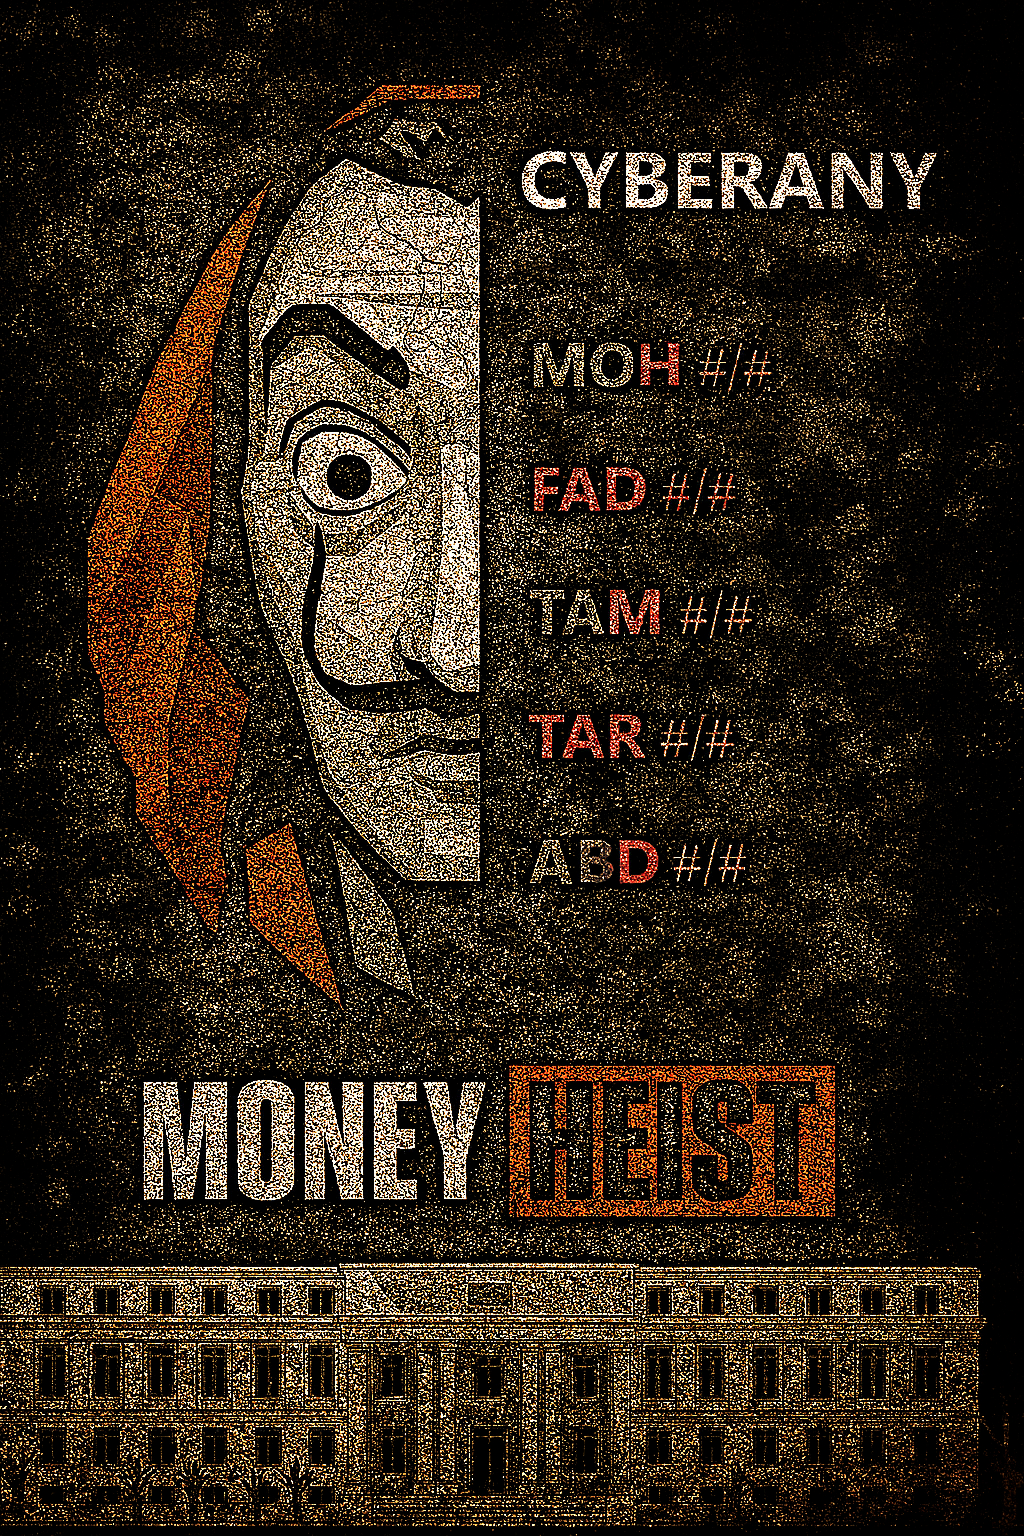 CYBERANY
MOH #/#
FAD #/#
TAM #/#
TAR #/#
ABD #/#
MONEY HEIST